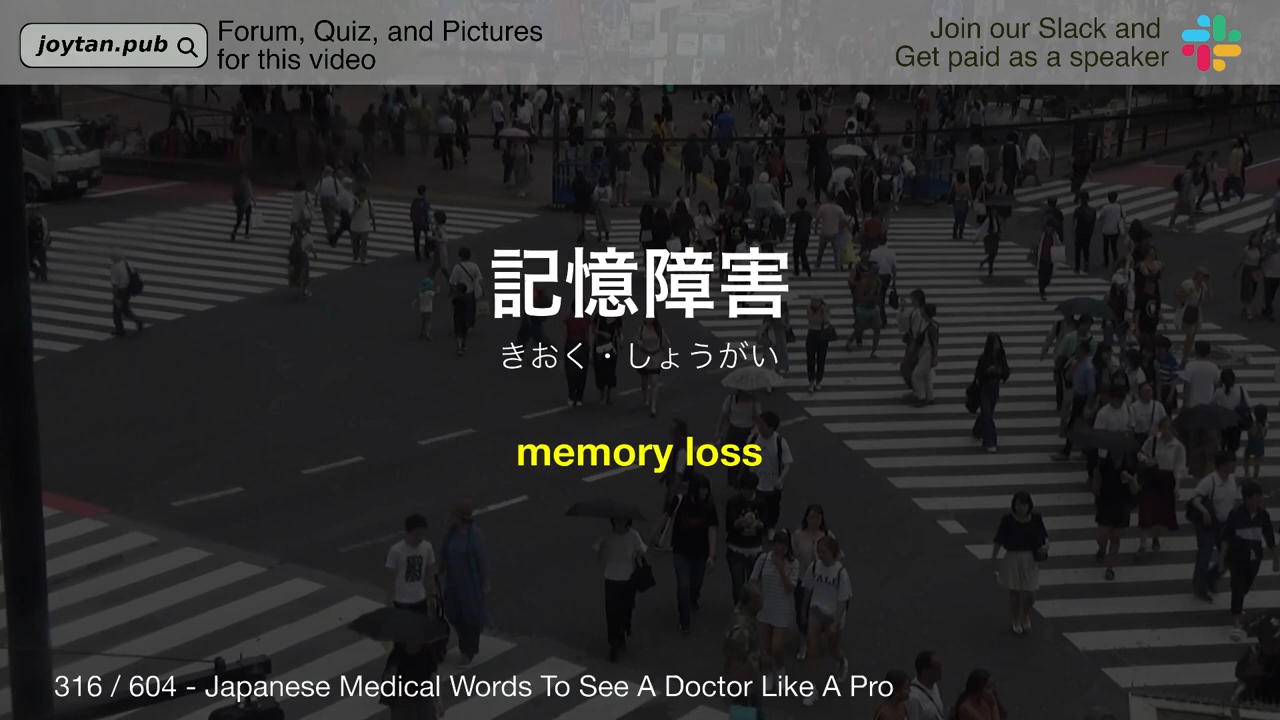 joytan.pub
Forum, Quiz, and Pictures
for this video
Join our Slack and
Get paid as a speaker
記憶障害
きおく・しょうがい
memory loss
316 / 604 - Japanese Medical Words To See A Doctor Like A Pro